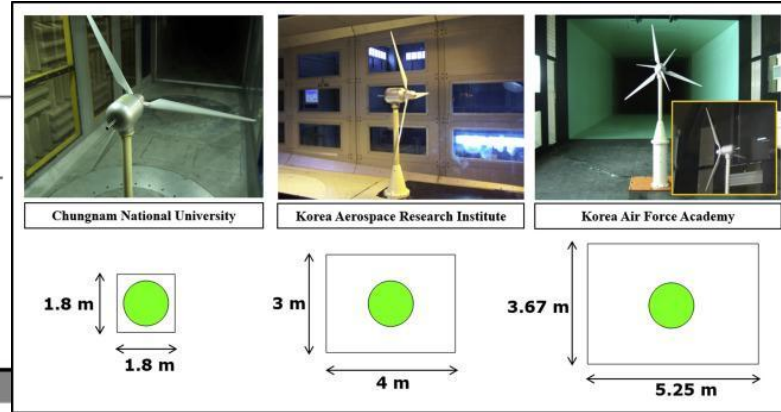 Chungnam National University
Korea Aerospace Research Institute
Korea Air Force Academy
1.8 m
1.8 m
3 m
4 m
3.67 m
5.25 m